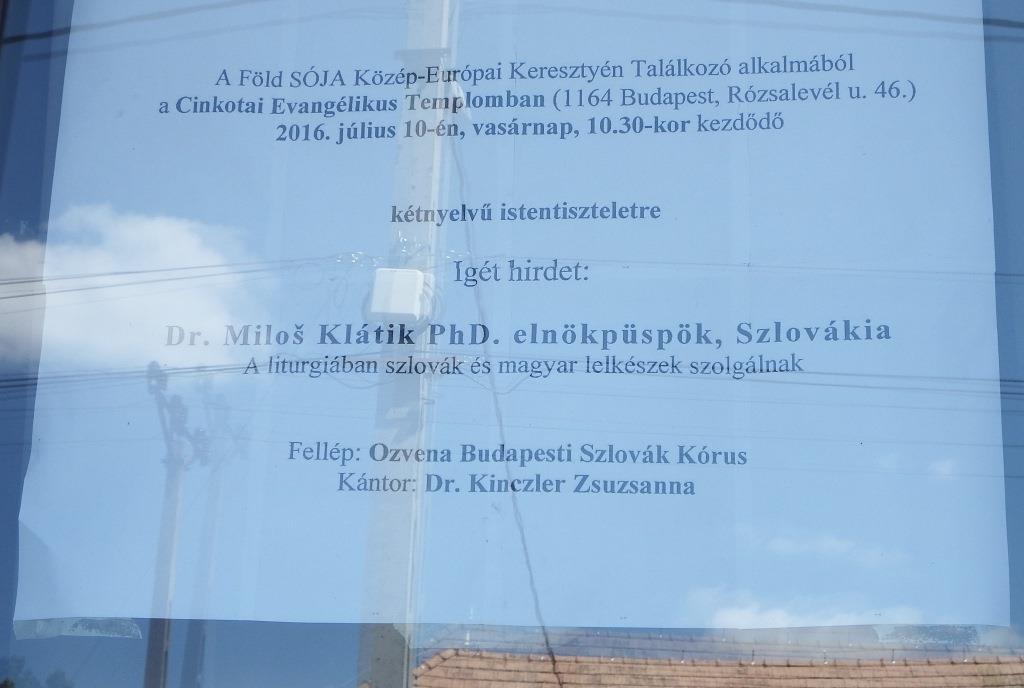 A Föld SÓJA Közép-Európai Keresztyén Találkozó alkalmából
a Cinkotai Evangélikus Templomban (1164 Budapest, Rózsalevél u. 46.)
2016. július 10-én, vasárnap, 10.30-kor kezdődő
kétnyelvű istentiszteletre
Igét hirdet:
Dr. Miloš Klátik PhD. elnökpüspök, Szlovákia
A liturgiában szlovák és magyar lelkészek szolgálnak
Fellép: Ozvena Budapesti Szlovák Kórus
Kántor: Dr. Kinczler Zsuzsanna